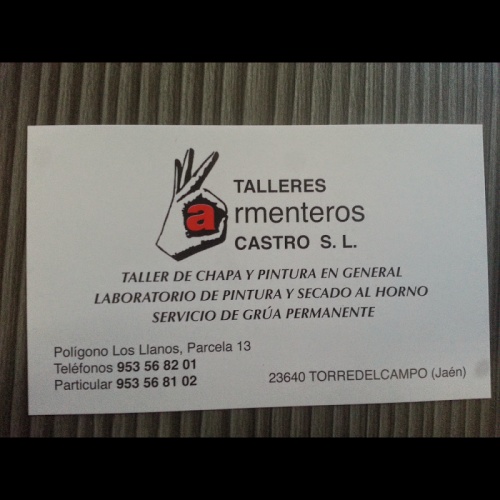 TALLERES
armenteros
CASTRO S. L.
TALLER DE CHAPA Y PINTURA EN GENERAL
LABORATORIO DE PINTURA Y SECADO AL HORNO
SERVICIO DE GRÚA PERMANENTE
Polígono Los Llanos, Parcela 13
Teléfonos 953 56 82 01
Particular 953 56 81 02
23640 TORREDELCAMPO (Jaén)